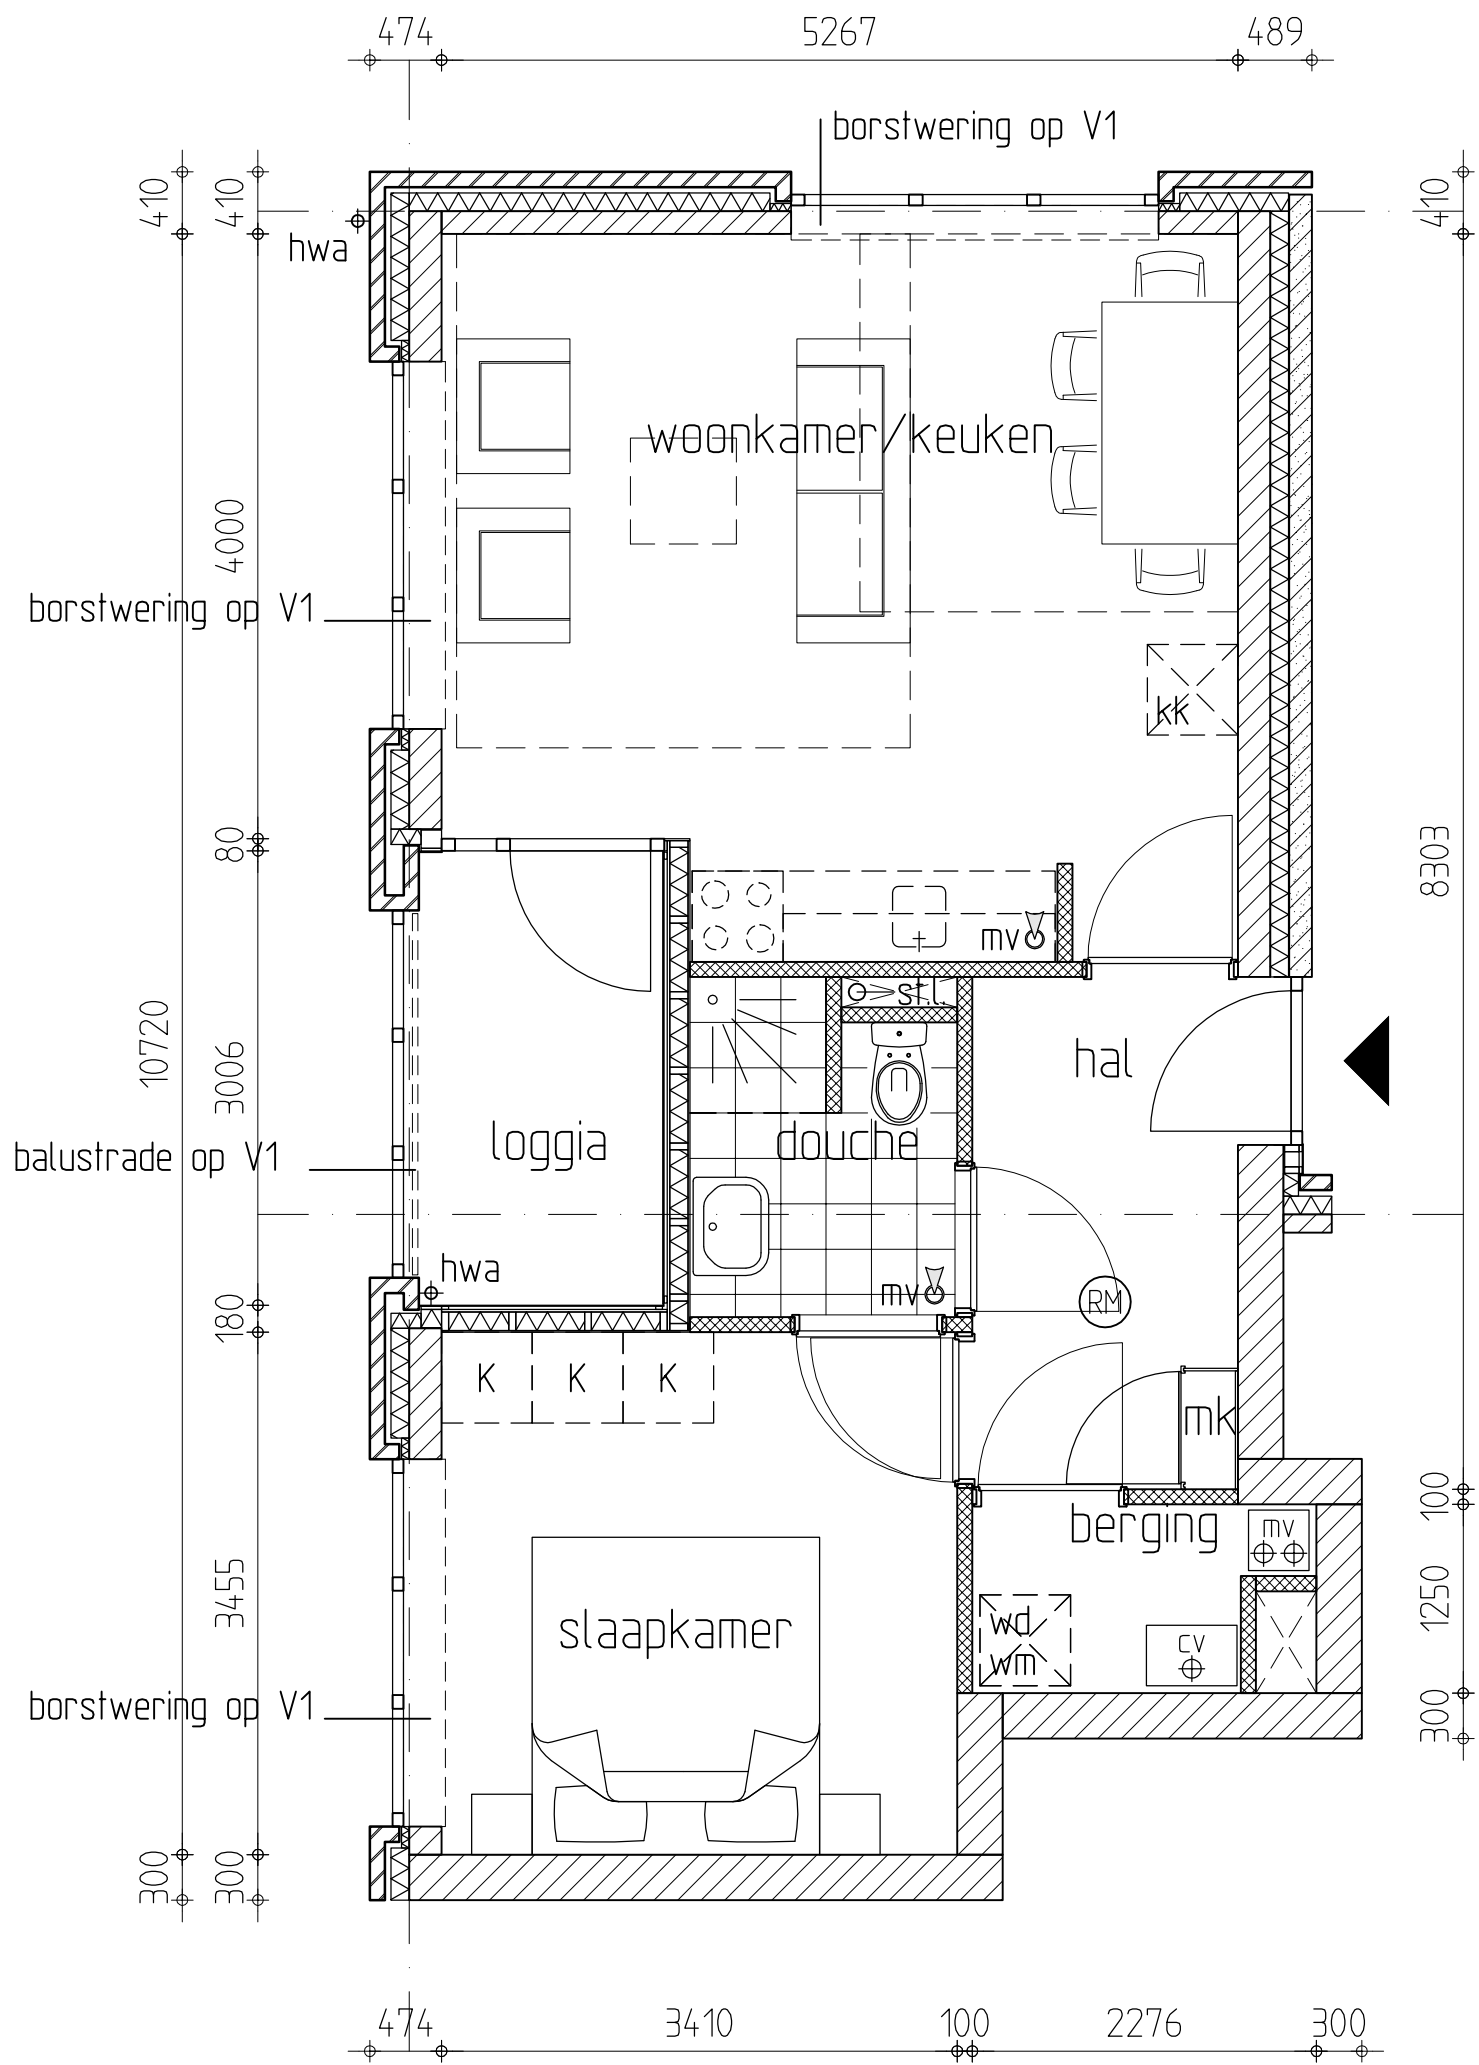 474
5267
489
borstwering op V1
410
410
410
hwa
woonkamer/keuken
4000
borstwering op V1
kk
80
8303
mv
st.l.
10720
3006
hal
loggia
douche
balustrade op V1
hwa
mv
RM
180
K
K
K
mk
100
berging
mv
3455
1250
slaapkamer
wd
wm
cv
borstwering op V1
300
300
300
474
3410
100
2276
300